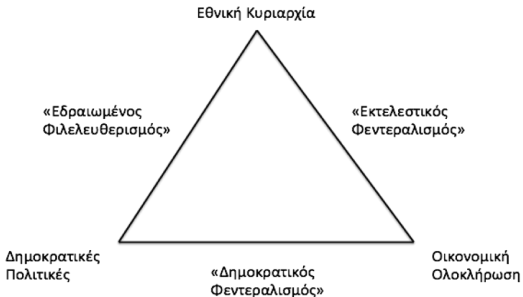 Εθνική Κυριαρχία
«Εδραιωμένος
Φιλελευθερισμός»
«Εκτελεστικός
Φεντεραλισμός»
Δημοκρατικές
Πολιτικές
«Δημοκρατικός
Φεντεραλισμός»
Οικονομική
Ολοκλήρωση